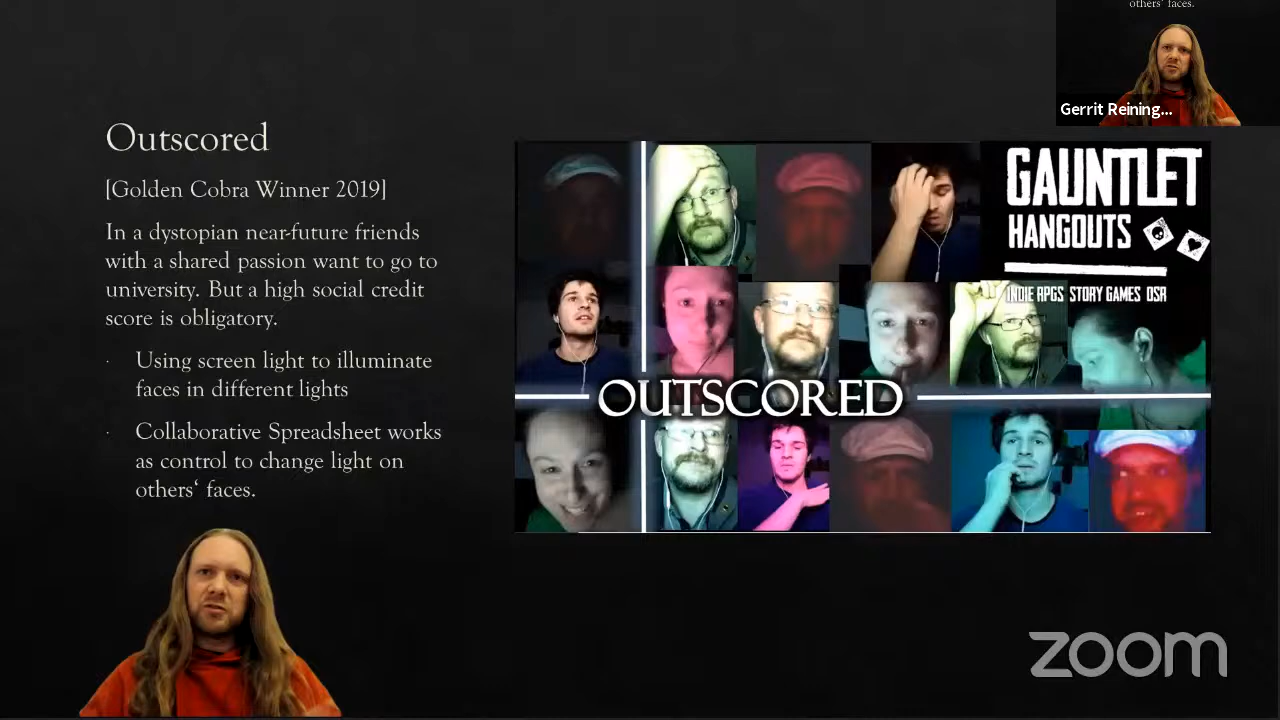 others' faces.
Gerrit Reining...
Outscored
[Golden Cobra Winner 2019]
In a dystopian near-future friends
with a shared passion want to go to
university. But a high social credit
score is obligatory.
· Using screen light to illuminate
faces in different lights
· Collaborative Spreadsheet works
as control to change light on
others‘ faces.
GAUNTLET
HANGOUTS
INDIE RPGS STORY GAMES OSR
OUTSCORED
zoom